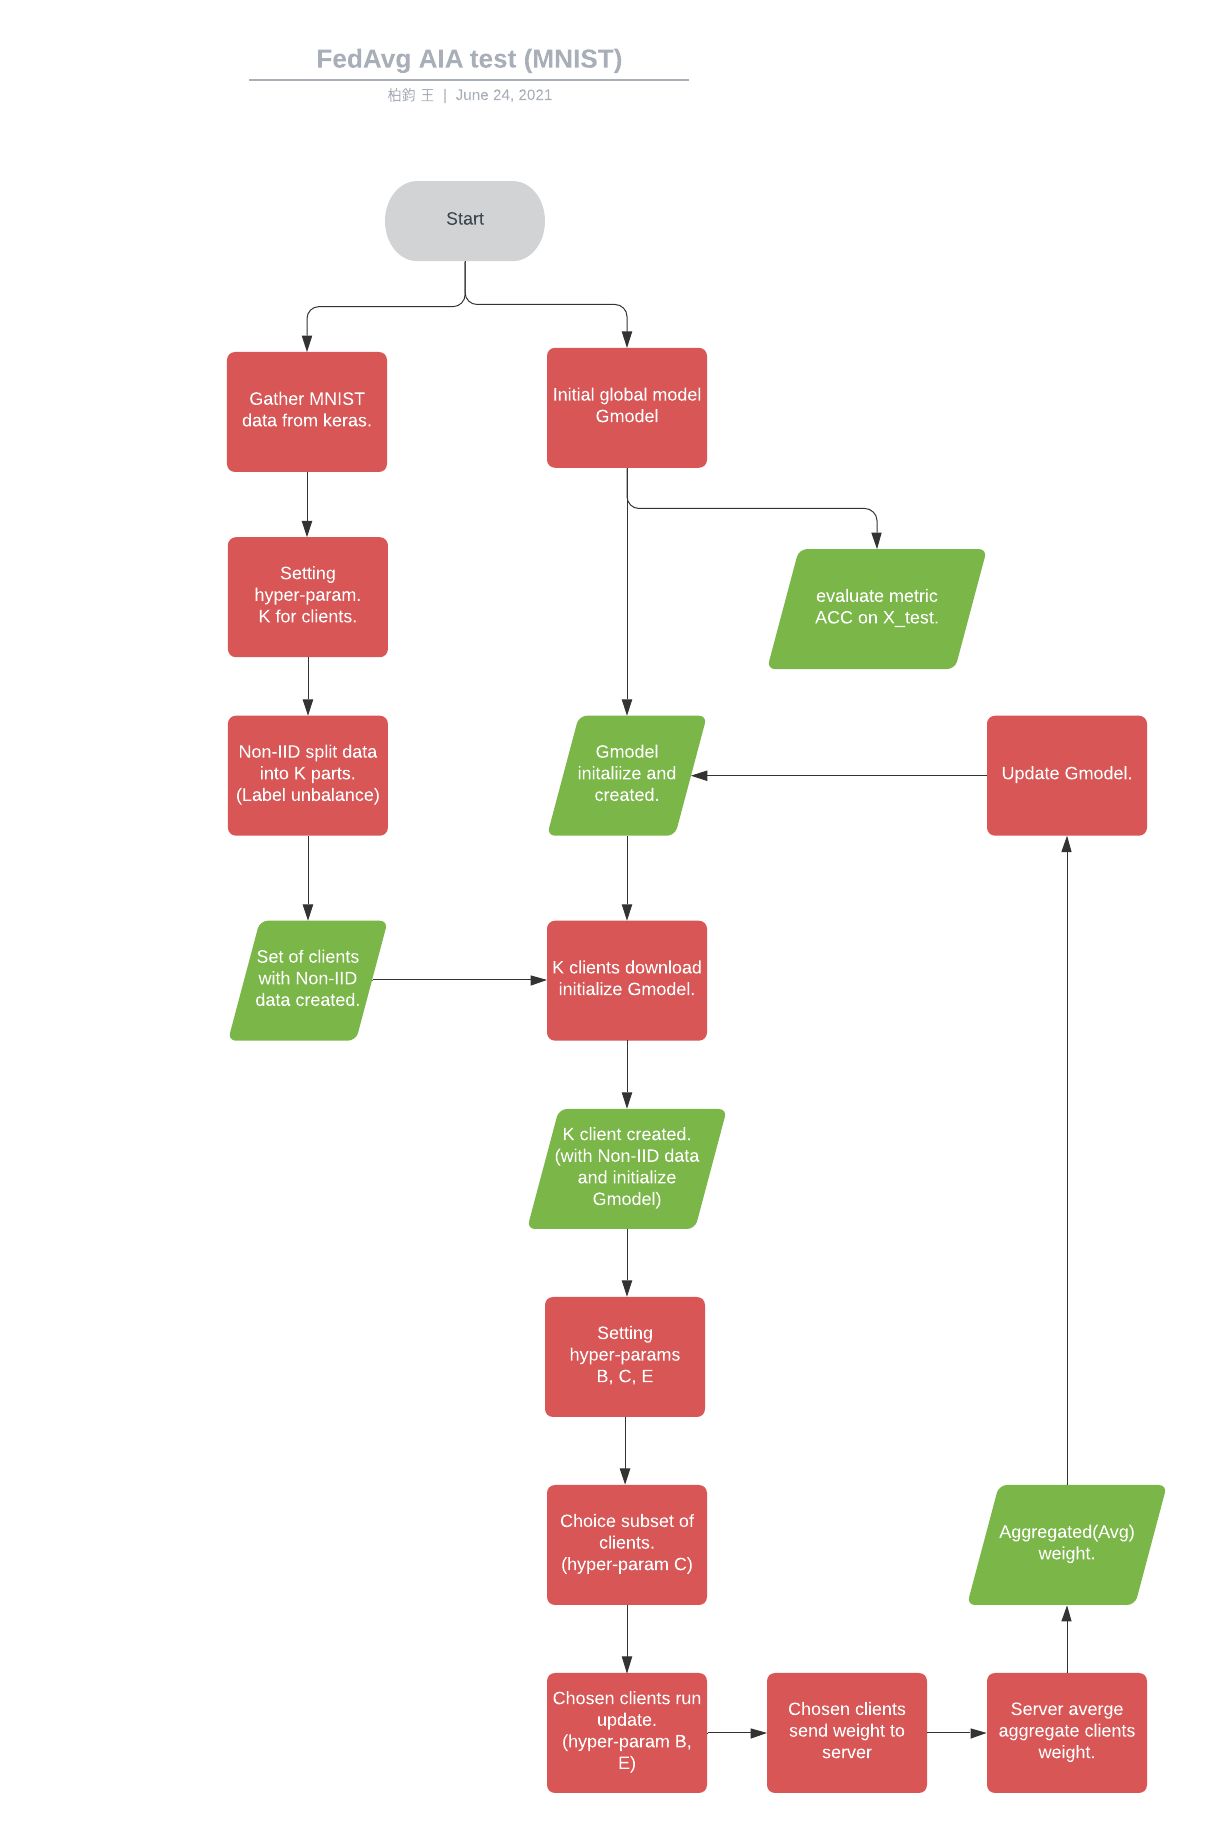 FedAvg AIA test (MNIST)
柏鈞 王 | June 24, 2021
Start
Gather MNIST
data from keras.
Initial global model
Gmodel
Setting
hyper-param.
K for clients.
evaluate metric
ACC on X_test.
Non-IID split data
into K parts.
(Label unbalance)
Gmodel
initaliize and
created.
Update Gmodel.
Set of clients
with Non-IID
data created.
K clients download
initialize Gmodel.
K client created.
(with Non-IID data
and initialize
Gmodel)
Setting
hyper-params
B, C, E
Choice subset of
clients.
(hyper-param C)
Aggregated(Avg)
weight.
Chosen clients run
update.
(hyper-param B,
E)
Chosen clients
send weight to
server
Server averge
aggregate clients
weight.